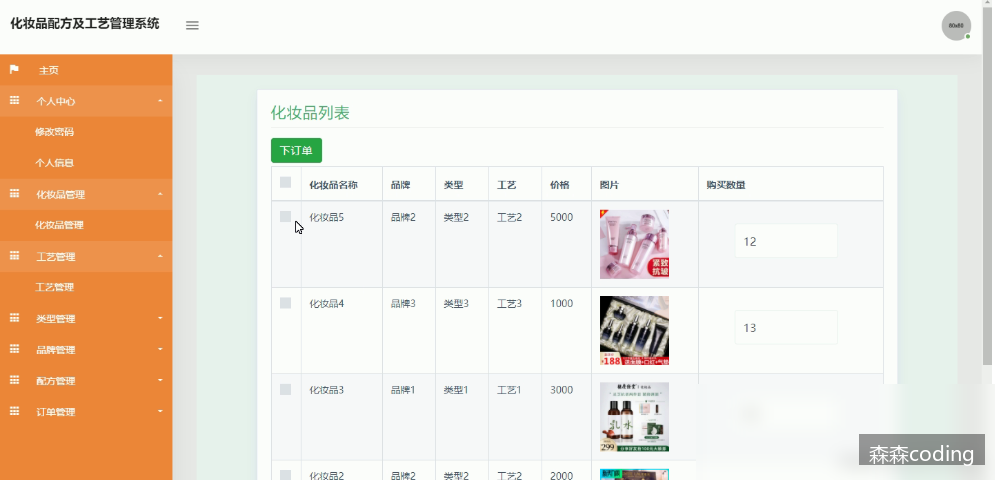 化妆品配方及工艺管理系统
80x80
主页
个人中心
修改密码
个人信息
化妆品管理
化妆品管理
工艺管理
工艺管理
类型管理
品牌管理
配方管理
订单管理
化妆品列表
下订单
化妆品名称 品牌 类型 工艺 价格 图片 购买数量
化妆品5 品牌2 类型2 工艺2 5000 12
紧致
抗皱
化妆品4 品牌3 类型3 工艺3 1000 13
188
化妆品3 品牌1 类型1 工艺1 3000
乳 水
299
化妆品2 品牌2 类型2 工艺2 2000
森森coding